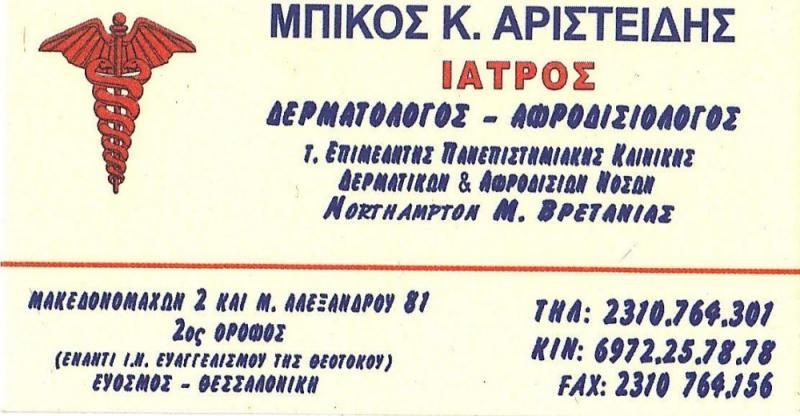 ΜΠΙΚΟΣ Κ. ΑΡΙΣΤΕΙΔΗΣ
ΙΑΤΡΟΣ
ΔΕΡΜΑΤΟΛΟΓΟΣ - ΑΦΡΟΔΙΣΙΟΛΟΓΟΣ
τ. ΕΠΙΜΕΛΗΤΗΣ ΠΑΝΕΠΙΣΤΗΜΙΑΚΗΣ ΚΛΙΝΙΚΗΣ
ΔΕΡΜΑΤΙΚΩΝ & ΑΦΡΟΔΙΣΙΩΝ ΝΟΣΩΝ
NORTHAMPTON Μ. ΒΡΕΤΑΝΙΑΣ
ΜΑΚΕΔΟΝΟΜΑΧΩΝ 2 ΚΑΙ Μ. ΑΛΕΞΑΝΔΡΟΥ 81
2ος ΟΡΟΦΟΣ
(ΕΝΑΝΤΙ Ι.Ν. ΕΥΑΓΓΕΛΙΣΜΟΥ ΤΗΣ ΘΕΟΤΟΚΟΥ)
ΕΥΟΣΜΟΣ - ΘΕΣΣΑΛΟΝΙΚΗ
ΤΗΛ: 2310.764.301
ΚΙΝ: 6972.25.78.78
FAX: 2310 764.156